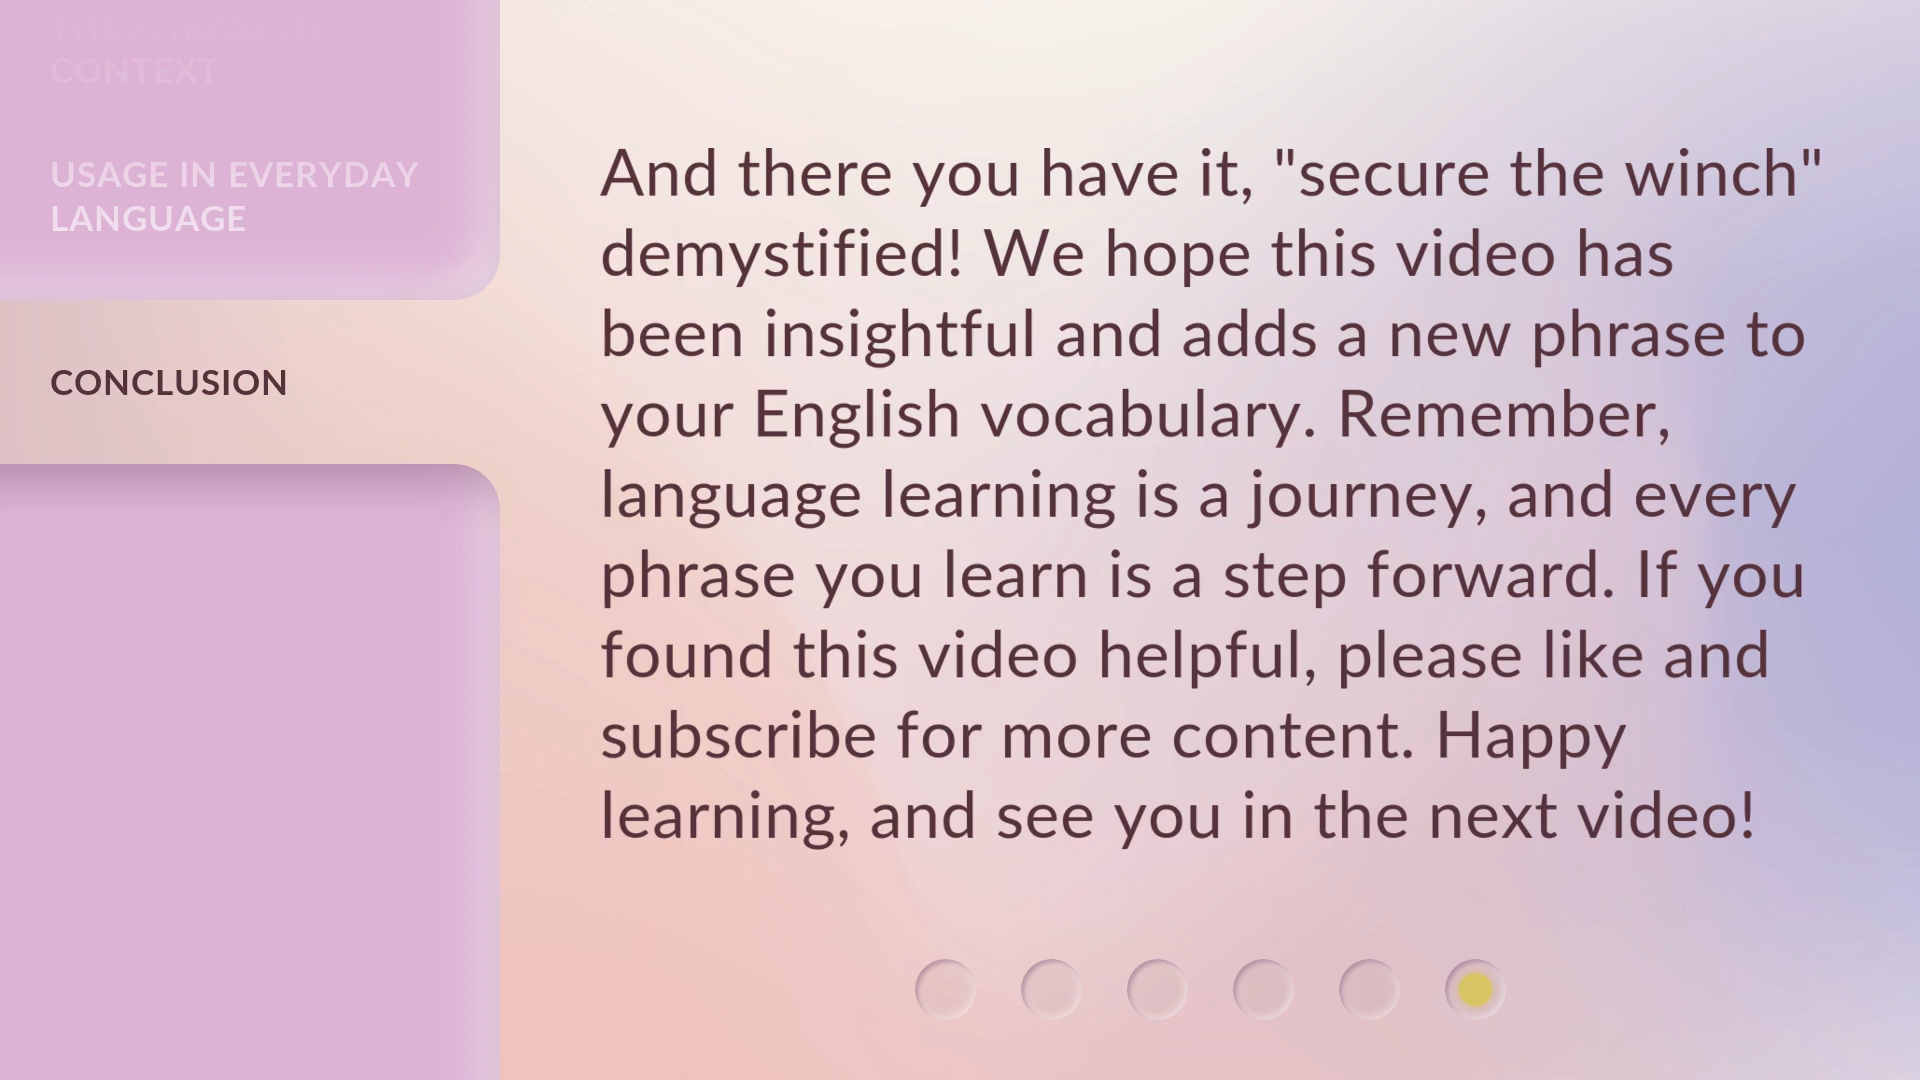 THE PHRASE IN
CONTEXT
USAGE IN EVERYDAY
LANGUAGE
CONCLUSION
And there you have it, "secure the winch"
demystified! We hope this video has
been insightful and adds a new phrase to
your English vocabulary. Remember,
language learning is a journey, and every
phrase you learn is a step forward. If you
found this video helpful, please like and
subscribe for more content. Happy
learning, and see you in the next video!